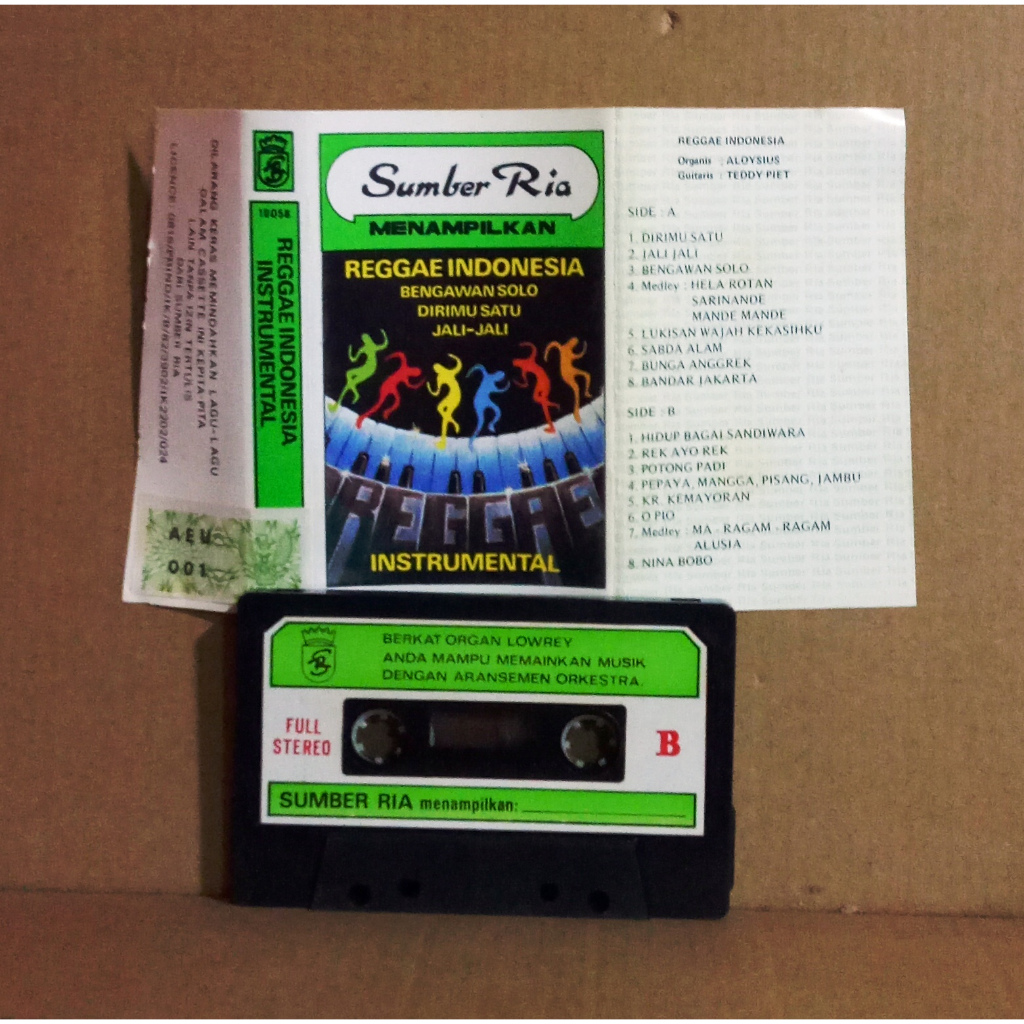 DILARANG KERAS MEMINDAHKAN LAGU-LAGU
DALAM CASSETTE INI KEPITA-PITA
LAIN TANPA IZIN TERTULIS
DARI SUMBER RIA
18058
REGGAE INDONESIA
INSTRUMENTAL
AEU
001
Sumber Ria
MENAMPILKAN
REGGAE INDONESIA
BENGAWAN SOLO
DIRIMU SATU
JALI-JALI
REGGAE
INSTRUMENTAL
REGGAE INDONESIA
Organis : ALOYSIUS
Guitaris : TEDDY PIET
SIDE : A
1. DIRIMU SATU
2. JALI JALI
3. BENGAWAN SOLO
4. Medley : HELA ROTAN
SARINANDE
MANDE MANDE
5. LUKISAN WAJAH KEKASIHKU
6. SABDA ALAM
7. BUNGA ANGGREK
8. BANDAR JAKARTA
SIDE : B
1. HIDUP BAGAI SANDIWARA
2. REK AYO REK
3. POTONG PADI
4. PEPAYA, MANGGA, PISANG, JAMBU
5. KR. KEMAYORAN
6. O PIO
7. Medley : MA - RAGAM - RAGAM
ALUSIA
8. NINA BOBO
BERKAT ORGAN LOWREY
ANDA MAMPU MEMAINKAN MUSIK
DENGAN ARANSEMEN ORKESTRA.
FULL
STEREO
B
SUMBER RIA menampilkan: